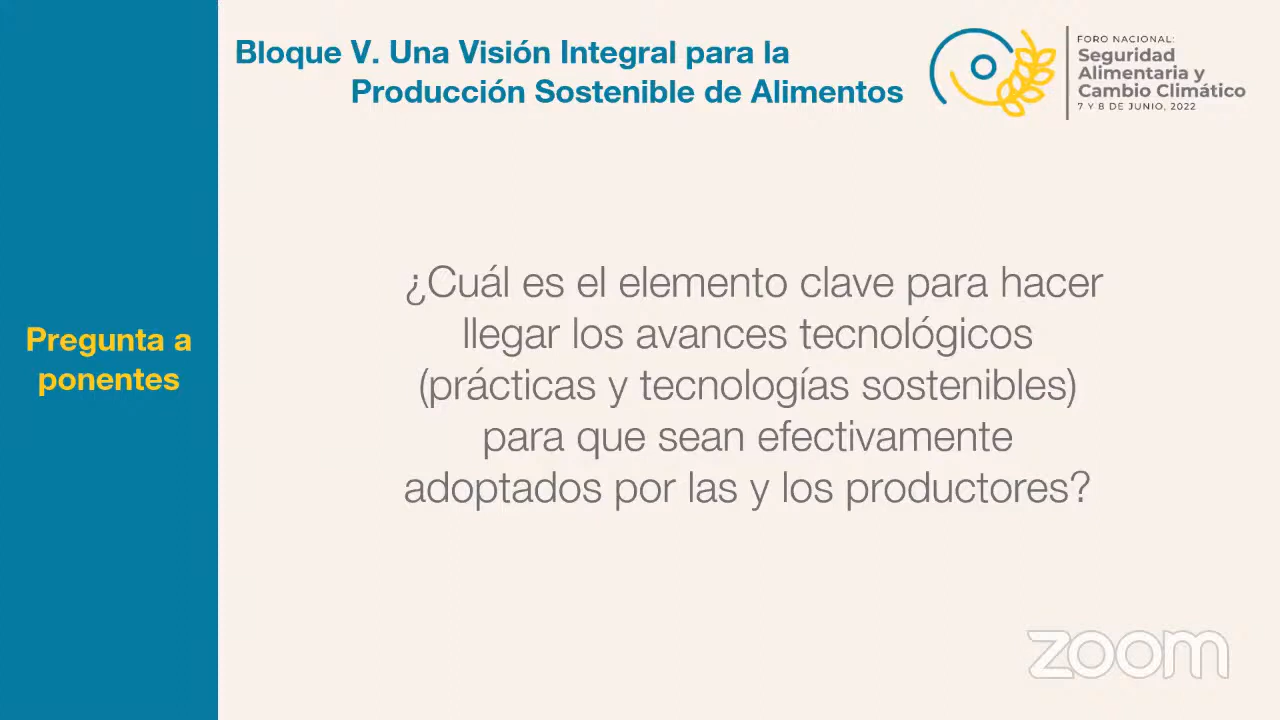 Bloque V. Una Visión Integral para la
Producción Sostenible de Alimentos
FORO NACIONAL:
Seguridad
Alimentaria y
Cambio Climático
7 Y 8 DE JUNIO, 2022
Pregunta a
ponentes
¿Cuál es el elemento clave para hacer
llegar los avances tecnológicos
(prácticas y tecnologías sostenibles)
para que sean efectivamente
adoptados por las y los productores?
zoom